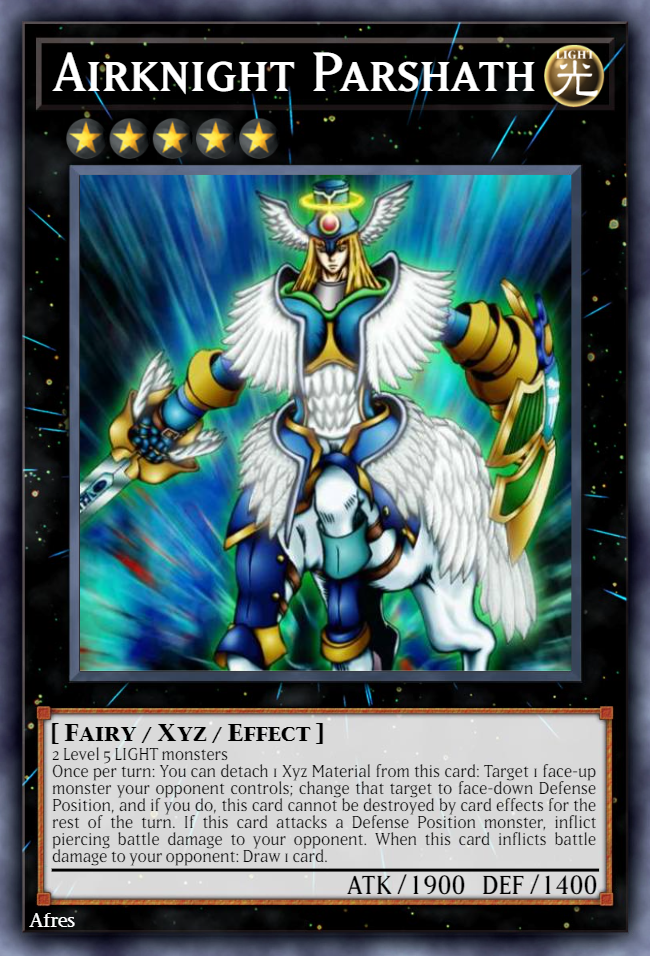 Airknight Parshath
LIGHT
光
[ Fairy / Xyz / Effect ]
2 Level 5 LIGHT monsters
Once per turn: You can detach 1 Xyz Material from this card: Target 1 face-up
monster your opponent controls; change that target to face-down Defense
Position, and if you do, this card cannot be destroyed by card effects for the
rest of the turn. If this card attacks a Defense Position monster, inflict
piercing battle damage to your opponent. When this card inflicts battle
damage to your opponent: Draw 1 card.
ATK / 1900 DEF / 1400
Afres